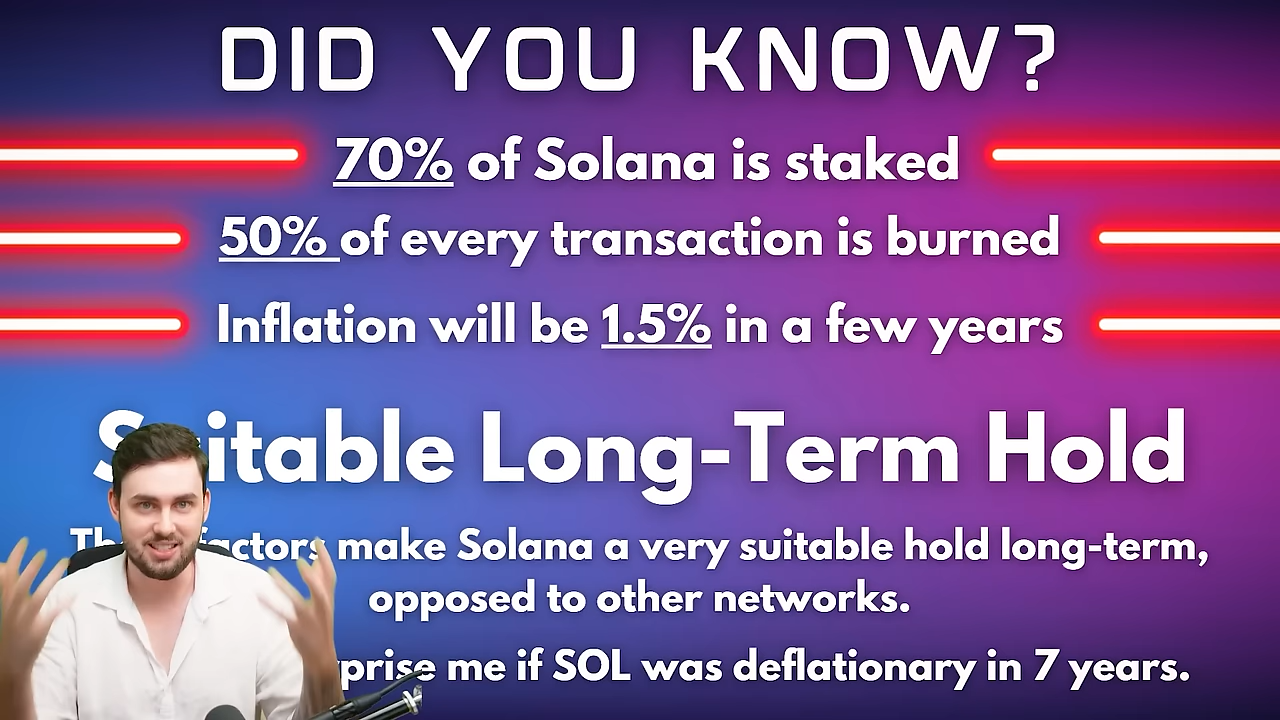 DID YOU KNOW?
70% of Solana is staked
50% of every transaction is burned
Inflation will be 1.5% in a few years
Suitable Long-Term Hold
factors make Solana a very suitable hold long-term,
opposed to other networks.
me if SOL was deflationary in 7 years.